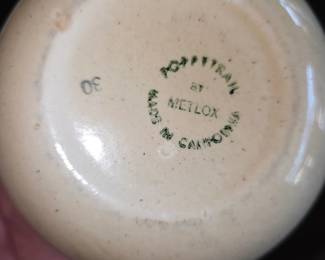 POPPYTRAIL
BY
METLOX
MADE IN CALIFORNIA
30